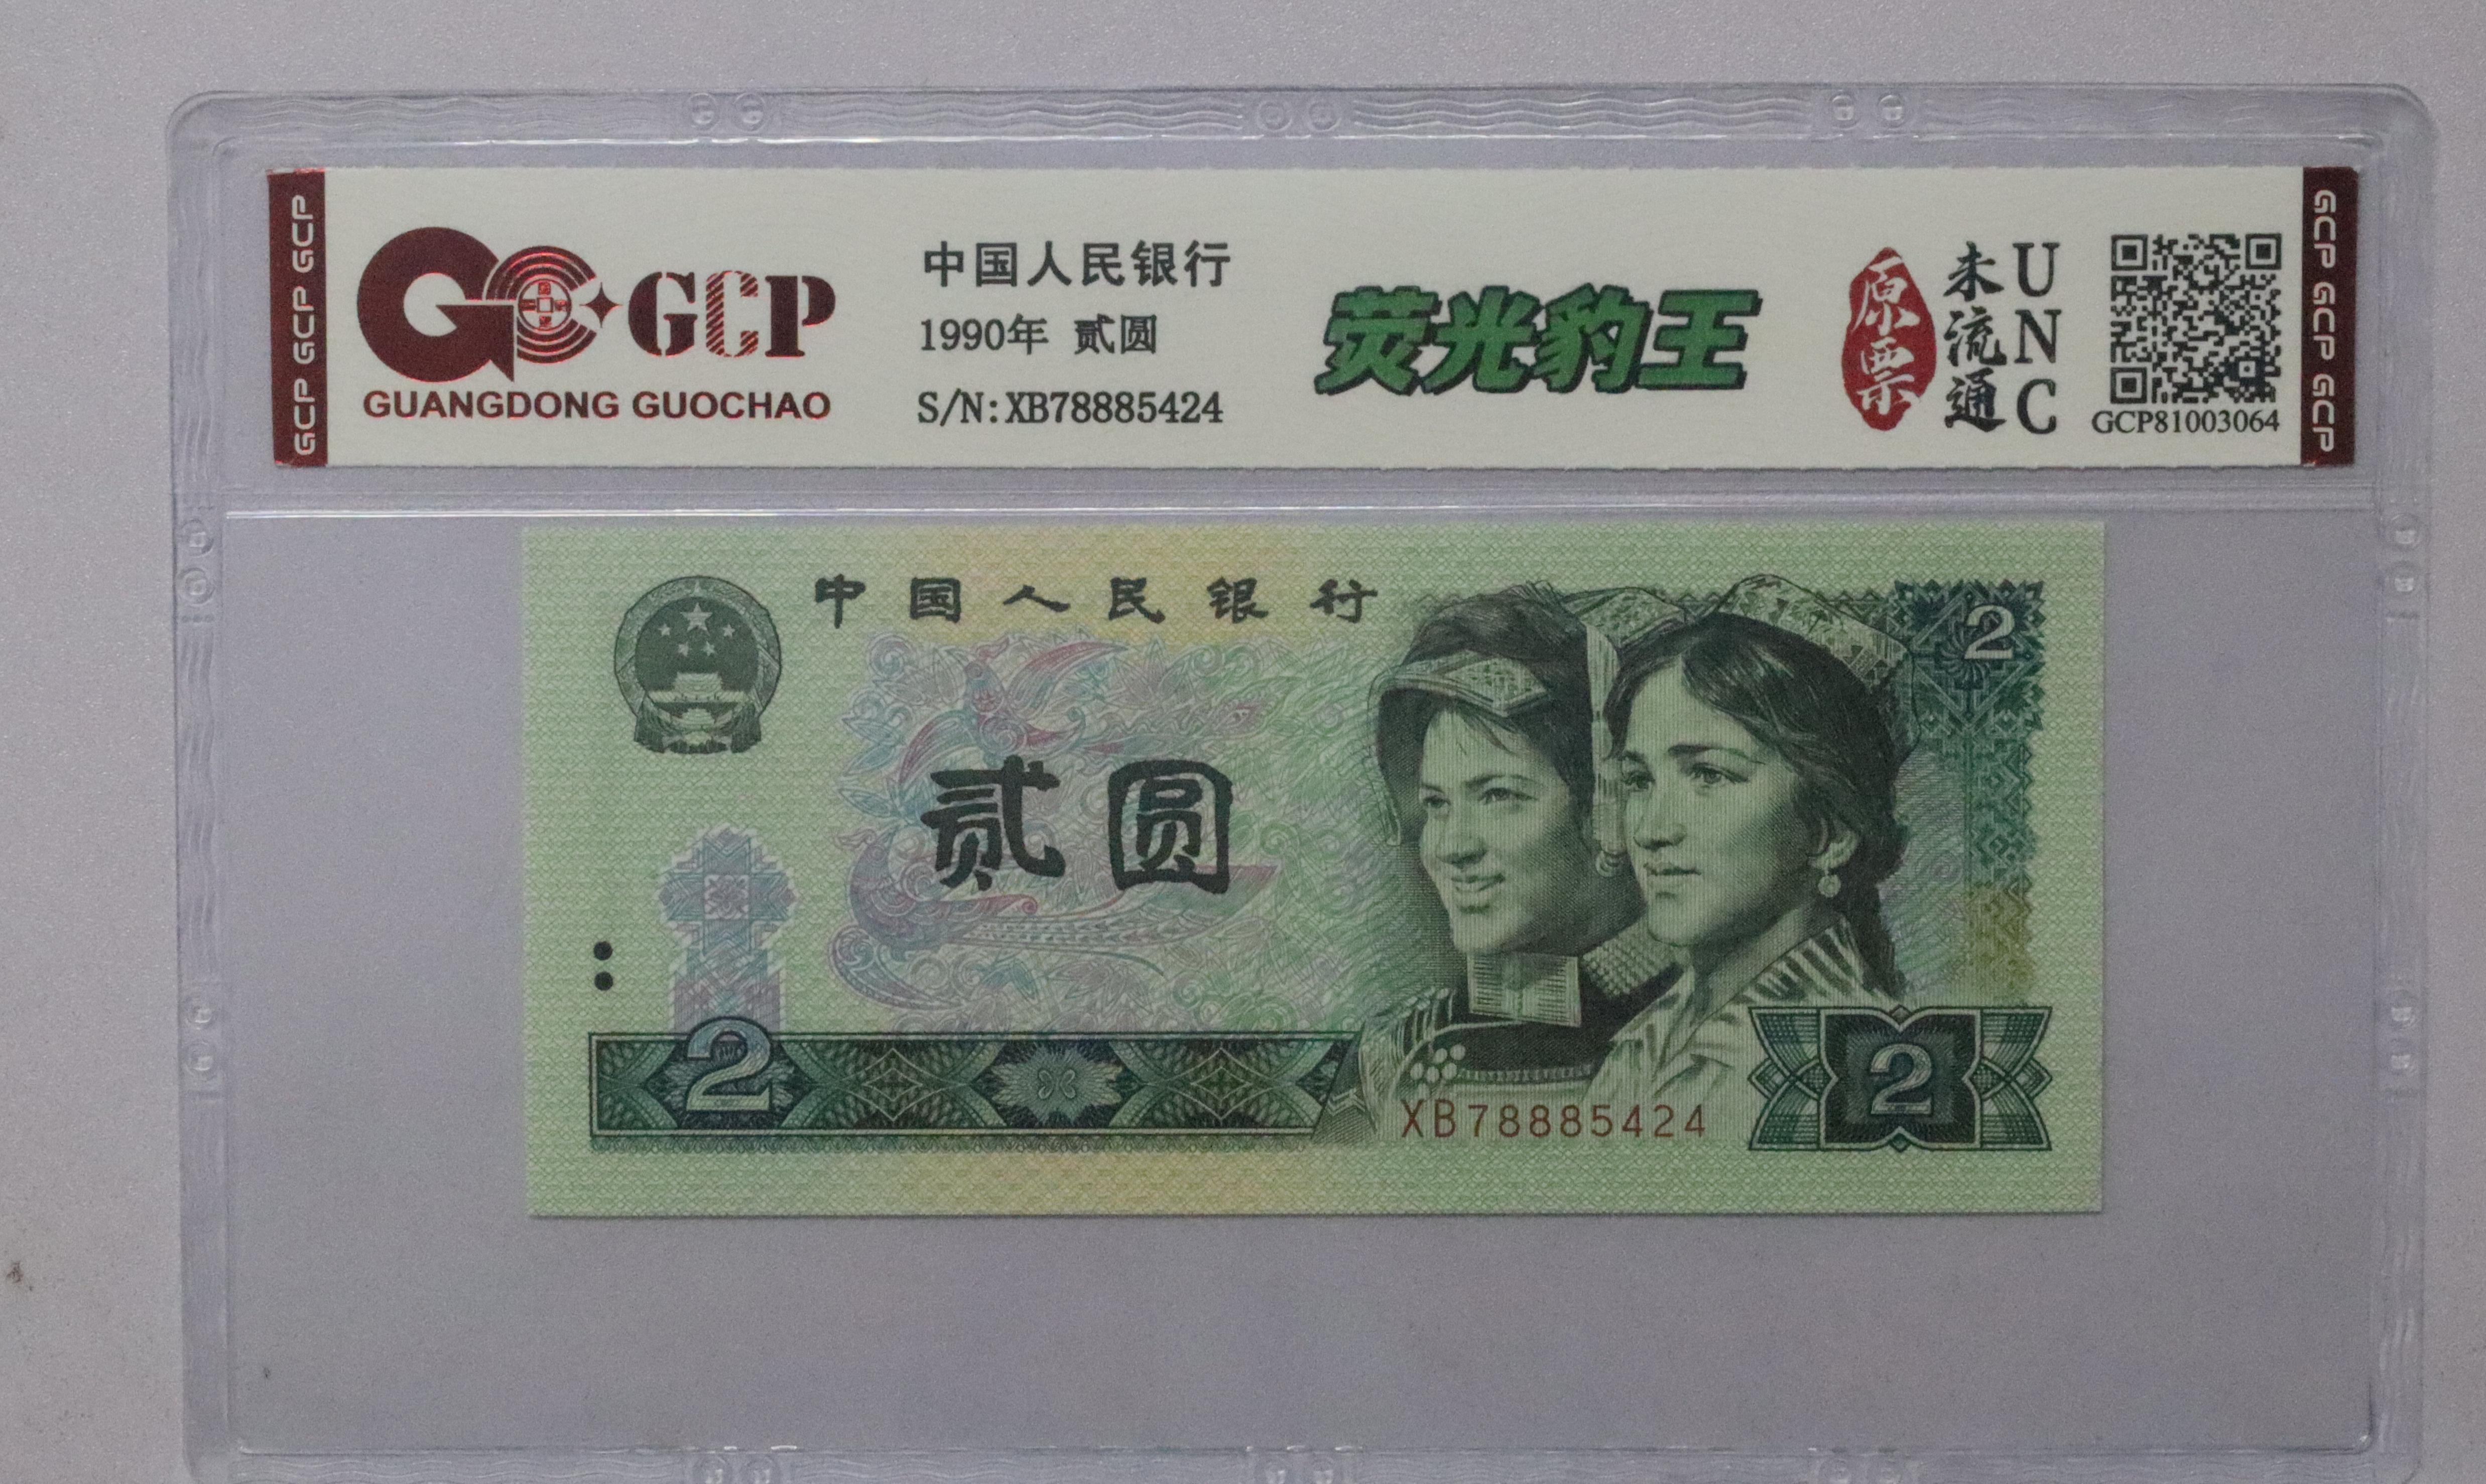 GCP GCP GCP
GCP
GUANGDONG GUOCHAO
中国人民银行
1990年 贰圆
S/N:XB78885424
荧光豹王
原票
未流通
UNC
GCP81003064
GCP GCP GCP
中国人民银行
2
贰圆
2
XB78885424
2